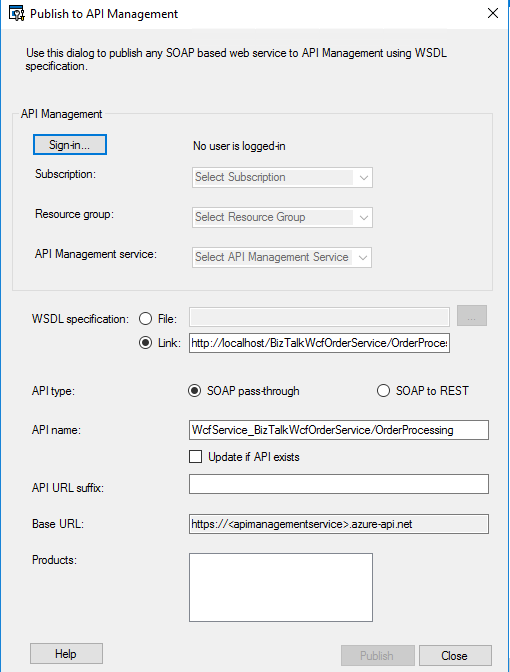 Publish to API Management
Use this dialog to publish any SOAP based web service to API Management using WSDL
specification.
API Management
Sign-in...
No user is logged-in
Subscription:
Select Subscription
Resource group:
Select Resource Group
API Management service:
Select API Management Service
WSDL specification:
File:
...
Link:
http://localhost/BizTalkWcfOrderService/OrderProces
API type:
SOAP pass-through
SOAP to REST
API name:
WcfService_BizTalkWcfOrderService/OrderProcessing
Update if API exists
API URL suffix:
Base URL:
https://<apimanagementservice>.azure-api.net
Products:
Help
Publish
Close